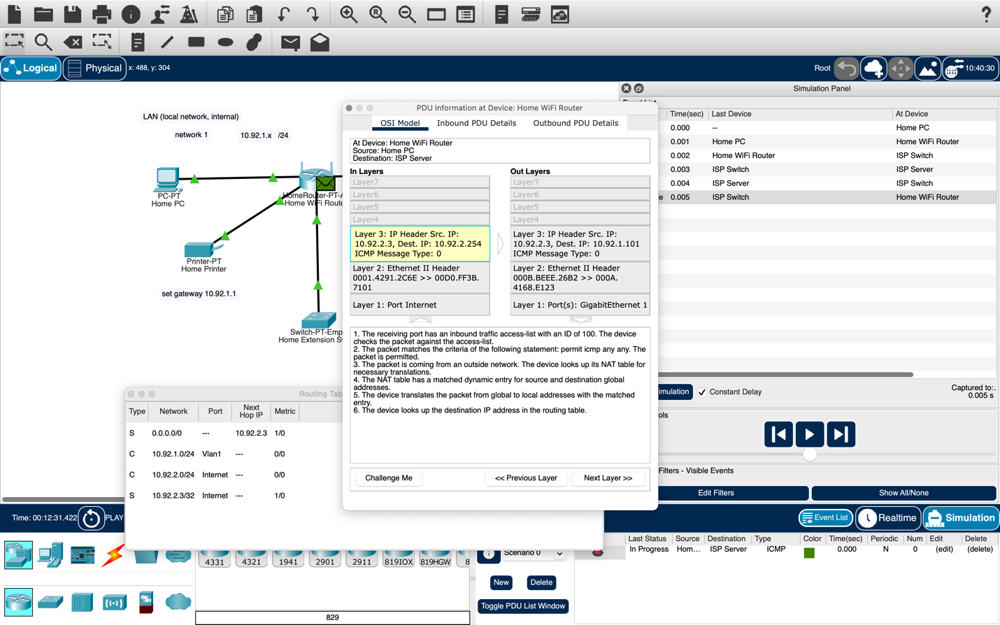 Logical
Physical
x: 488, y: 304
Root
10:40:30
Simulation Panel
LAN (local network, internal)
network 1
10.92.1.x /24
PC-PT
Home PC
HomeRouter-PT-A
Home WiFi Route
Printer-PT
Home Printer
set gateway 10.92.1.1
Switch-PT-Emp
Home Extension S
PDU Information at Device: Home WiFi Router
OSI Model
Inbound PDU Details
Outbound PDU Details
At Device: Home WiFi Router
Source: Home PC
Destination: ISP Server
In Layers
Out Layers
Layer7
Layer6
Layer5
Layer4
Layer 3: IP Header Src. IP:
10.92.2.3, Dest. IP: 10.92.2.254
ICMP Message Type: 0
Layer 2: Ethernet II Header
0001.4291.2C6E >> 00D0.FF3B.
7101
Layer 1: Port Internet
Layer7
Layer6
Layer5
Layer4
Layer 3: IP Header Src. IP:
10.92.2.3, Dest. IP: 10.92.1.101
ICMP Message Type: 0
Layer 2: Ethernet II Header
000B.BEEE.26B2 >> 000A.
4168.E123
Layer 1: Port(s): GigabitEthernet 1
1. The receiving port has an inbound traffic access-list with an ID of 100. The device
checks the packet against the access-list.
2. The packet matches the criteria of the following statement: permit icmp any any. The
packet is permitted.
3. The packet is coming from an outside network. The device looks up its NAT table for
necessary translations.
4. The NAT table has a matched dynamic entry for source and destination global
addresses.
5. The device translates the packet from global to local addresses with the matched
entry.
6. The device looks up the destination IP address in the routing table.
Challenge Me
<< Previous Layer
Next Layer >>
Time(sec) Last Device At Device
0.000 -- Home PC
0.001 Home PC Home WiFi Router
0.002 Home WiFi Router ISP Switch
0.003 ISP Switch ISP Server
0.004 ISP Server ISP Switch
0.005 ISP Switch Home WiFi Router
imulation
Constant Delay
Captured to:
0.005 s
ols
Filters - Visible Events
Edit Filters
Show All/None
Routing Tab
Type Network Port Next Hop IP Metric
S 0.0.0.0/0 --- 10.92.2.3 1/0
C 10.92.1.0/24 Vlan1 --- 0/0
C 10.92.2.0/24 Internet --- 0/0
S 10.92.2.3/32 Internet --- 1/0
Time: 00:12:31.422
PLAY
Event List
Realtime
Simulation
4331
4321
1941
2901
2911
819IOX
819HGW
8
829
Scenario 0
New
Delete
Toggle PDU List Window
Last Status Source Destination Type Color Time(sec) Periodic Num Edit Delete
In Progress Hom... ISP Server ICMP 0.000 N 0 (edit) (delete)